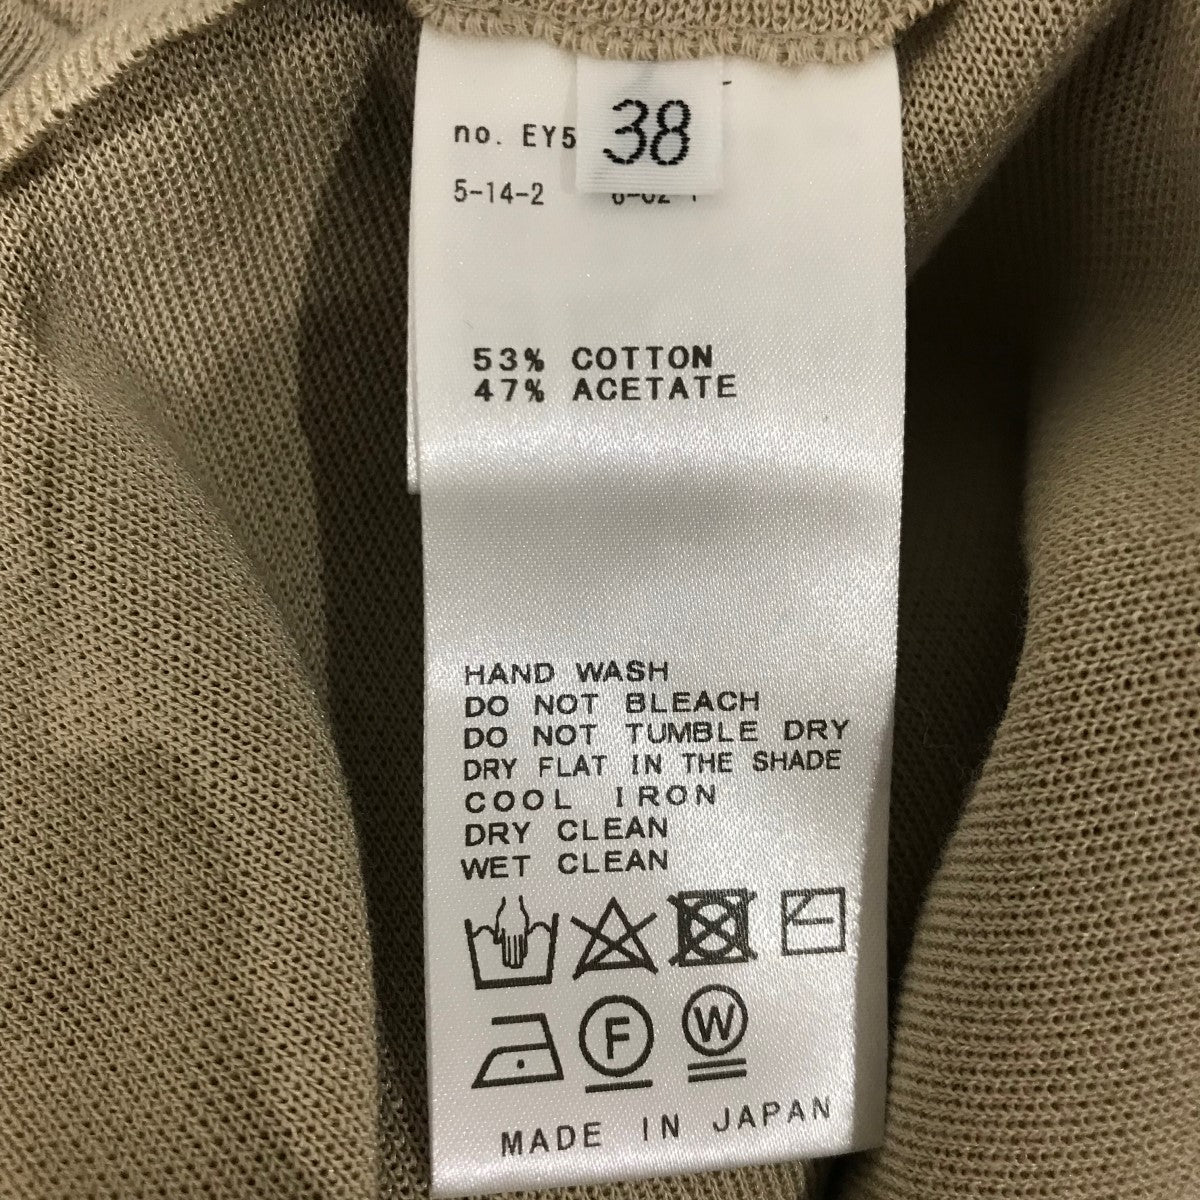 38
no. EY5
5-14-2
53% COTTON
47% ACETATE
HAND WASH
DO NOT BLEACH
DO NOT TUMBLE DRY
DRY FLAT IN THE SHADE
COOL IRON
DRY CLEAN
WET CLEAN
F
W
MADE IN JAPAN